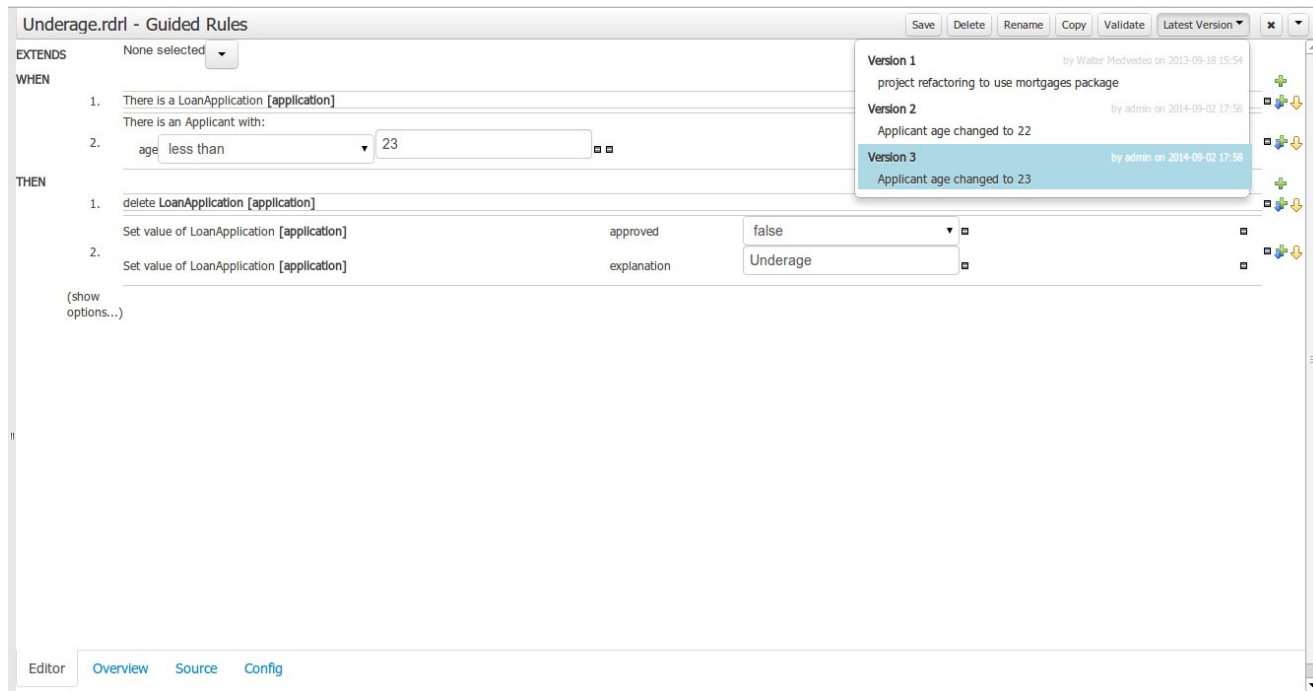 Underage.rdrl - Guided Rules
Save Delete Rename Copy Validate Latest Version
EXTENDS None selected
WHEN
1. There is a LoanApplication [application]
2. There is an Applicant with:
age less than 23
THEN
1. delete LoanApplication [application]
2. Set value of LoanApplication [application] approved false
Set value of LoanApplication [application] explanation Underage
(show
options...)
Version 1 by Walter Medvedeo on 2013-09-18 15:54
project refactoring to use mortgages package
Version 2 by admin on 2014-09-02 17:56
Applicant age changed to 22
Version 3 by admin on 2014-09-02 17:58
Applicant age changed to 23
Editor Overview Source Config